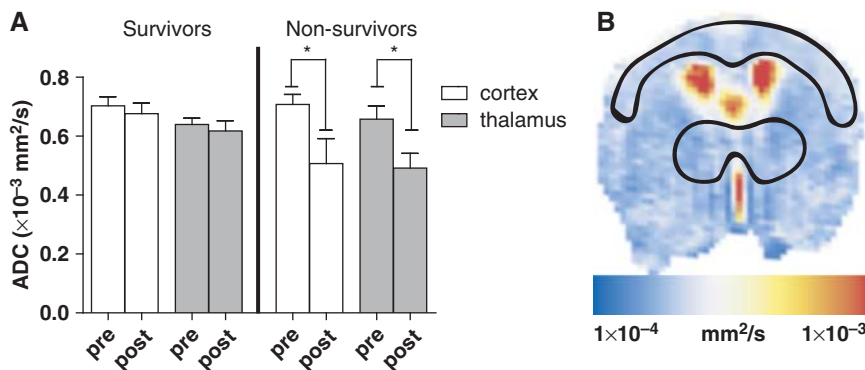 A
Survivors
Non-survivors
*
*
ADC (×10⁻³ mm²/s)
0.8
0.6
0.4
0.2
0.0
pre
post
pre
post
pre
post
pre
post
cortex
thalamus
B
1×10⁻⁴ mm²/s 1×10⁻³